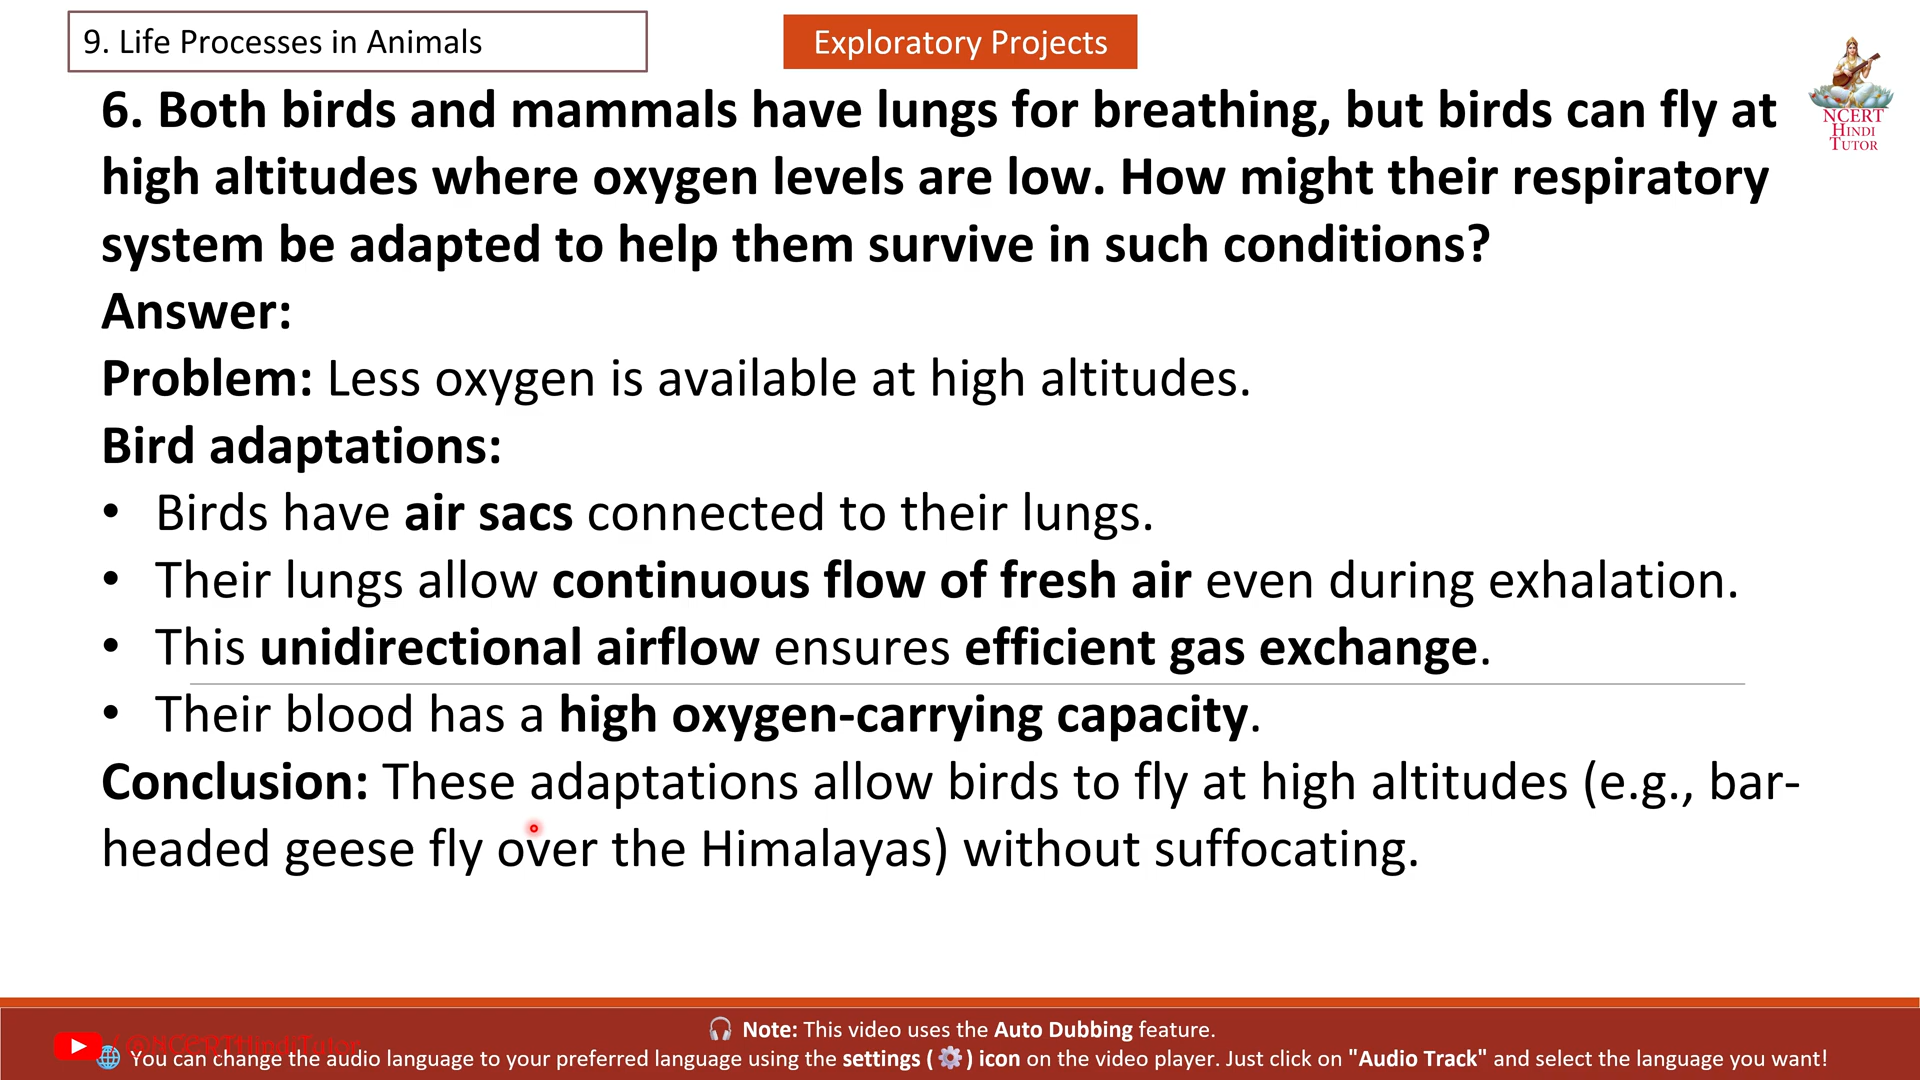 9. Life Processes in Animals
Exploratory Projects
NCERT
HINDI
TUTOR
6. Both birds and mammals have lungs for breathing, but birds can fly at
high altitudes where oxygen levels are low. How might their respiratory
system be adapted to help them survive in such conditions?
Answer:
Problem: Less oxygen is available at high altitudes.
Bird adaptations:
• Birds have air sacs connected to their lungs.
• Their lungs allow continuous flow of fresh air even during exhalation.
• This unidirectional airflow ensures efficient gas exchange.
• Their blood has a high oxygen-carrying capacity.
Conclusion: These adaptations allow birds to fly at high altitudes (e.g., bar-
headed geese fly over the Himalayas) without suffocating.
🎧 Note: This video uses the Auto Dubbing feature.
🌐 You can change the audio language to your preferred language using the settings ( ⚙️ ) icon on the video player. Just click on "Audio Track" and select the language you want!